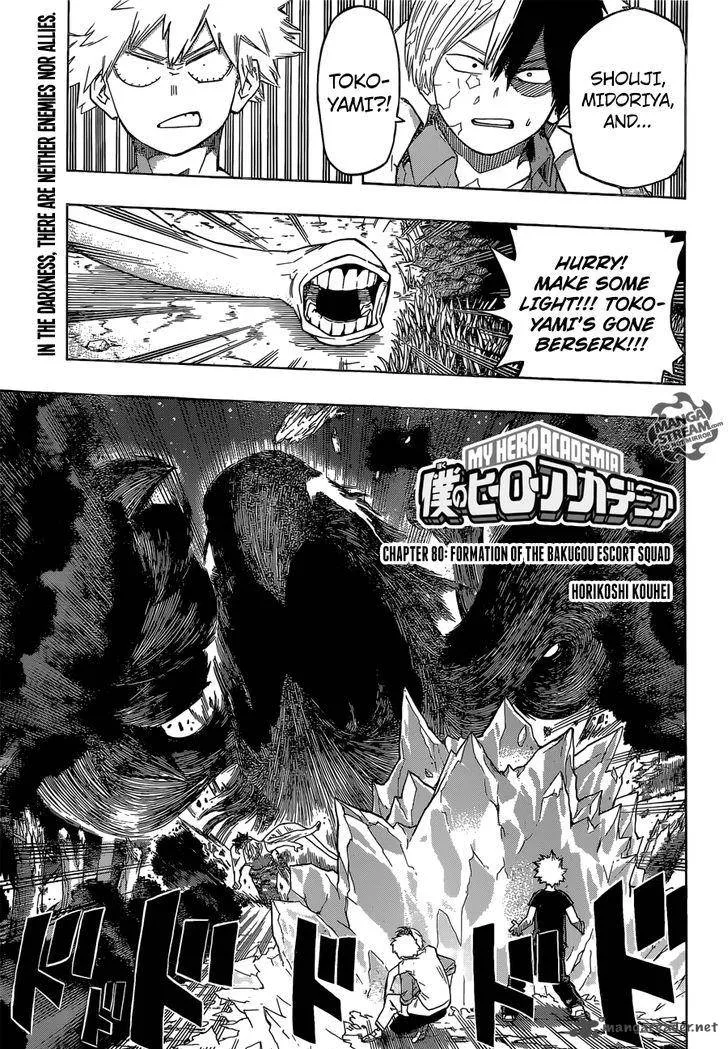 IN THE DARKNESS, THERE ARE NEITHER ENEMIES NOR ALLIES.
SHOUJI,
MIDORIYA,
AND...
TOKO-
YAMI?!
HURRY!
MAKE SOME
LIGHT!!! TOKO-
YAMI'S GONE
BERSERK!!!
MANGA
STREAM
MY HERO ACADEMIA
僕のヒーローアカデミア
CHAPTER 80: FORMATION OF THE BAKUGOU ESCORT SQUAD
HORIKOSHI KOUHEI
ドドドドド
mangareader.net